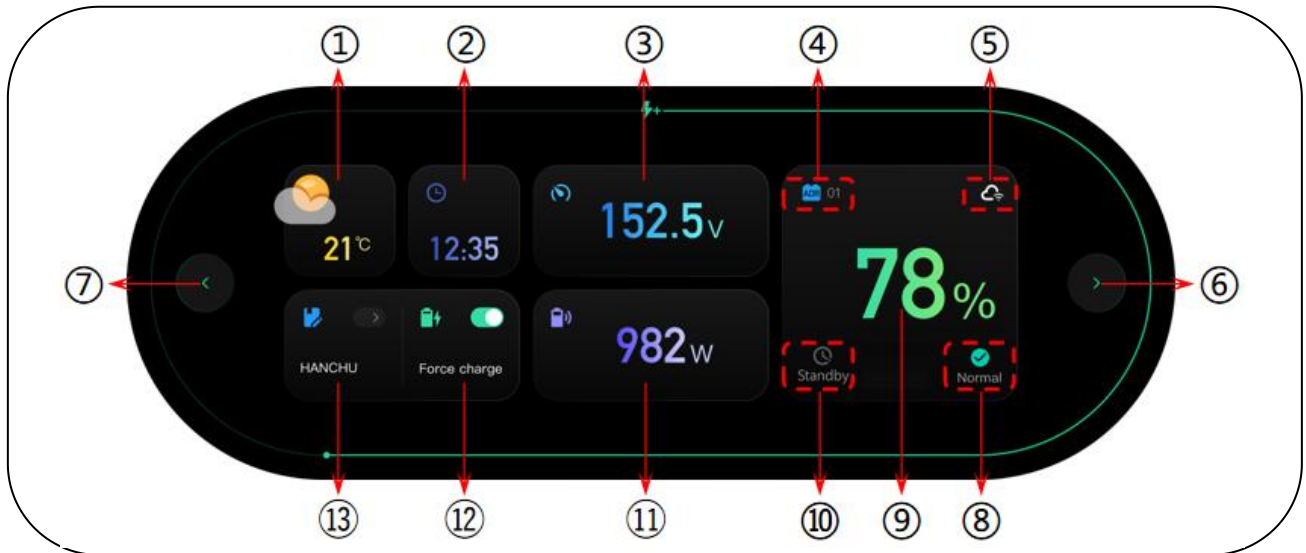 ① ② ③ ④ ⑤
ADR 01
152.5V
21℃ 12:35
78%
⑦ ⑥
HANCHU Force charge
982W
Standby Normal
⑬ ⑫ ⑪ ⑩ ⑨ ⑧